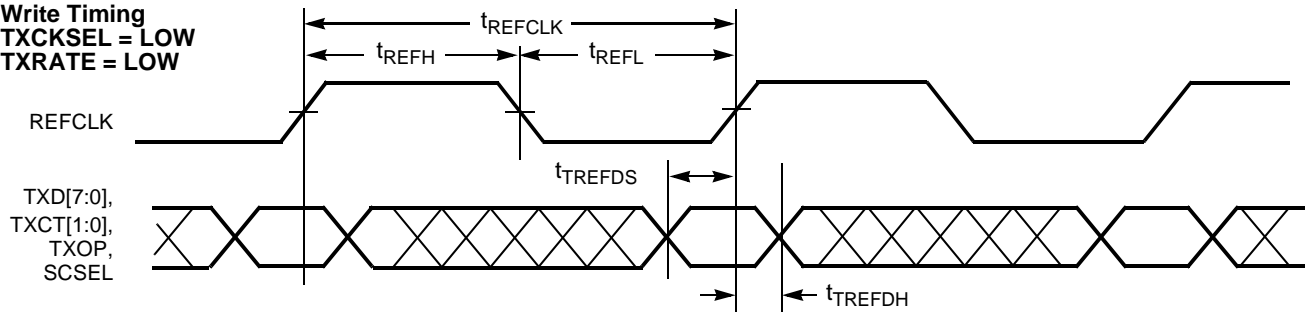 Write Timing
TXCKSEL = LOW
TXRATE = LOW
tREFCLK
tREFH
tREFL
REFCLK
tTREFDS
TXD[7:0],
TXCT[1:0],
TXOP,
SCSEL
tTREFDH